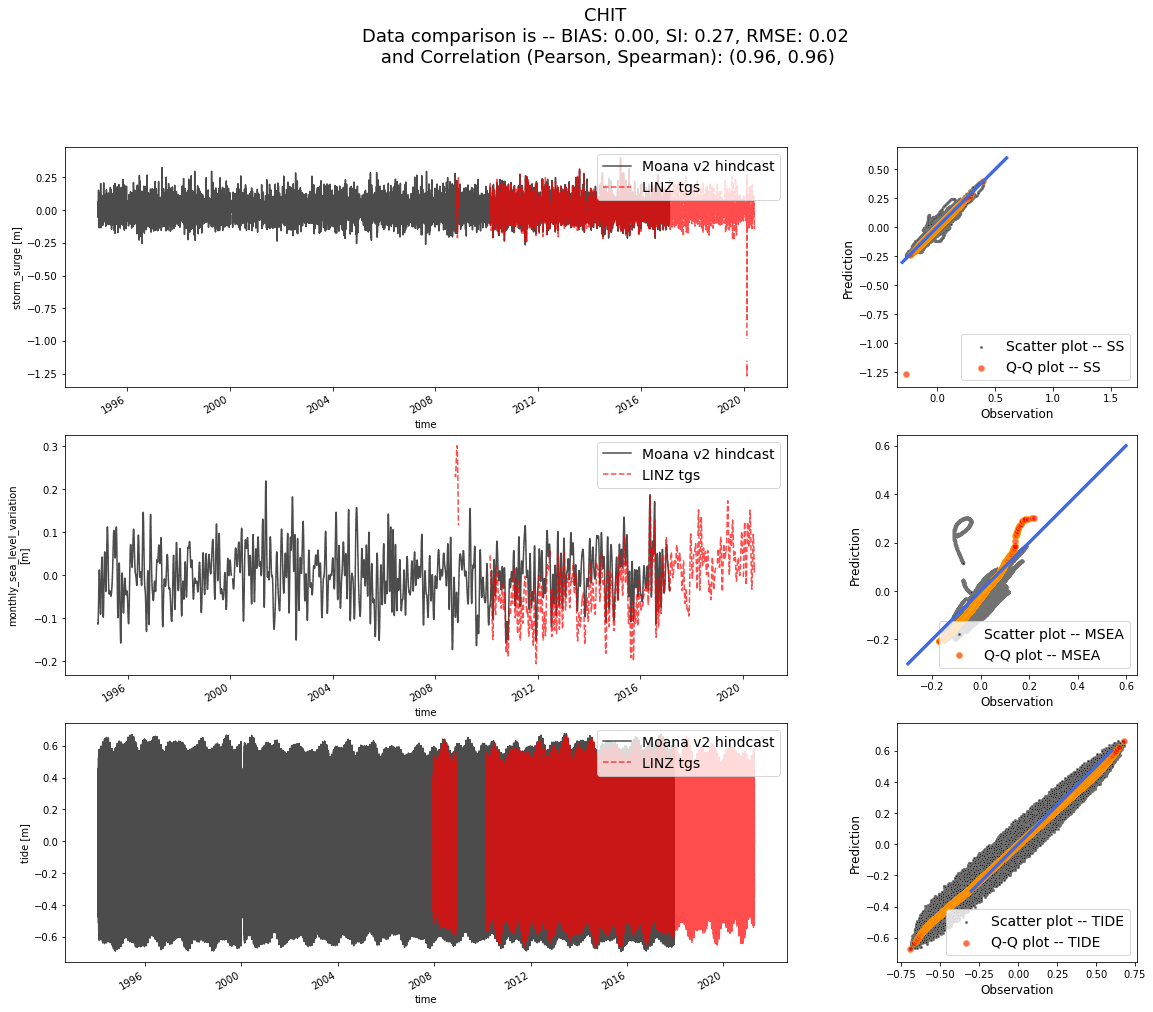 CHIT
Data comparison is -- BIAS: 0.00, SI: 0.27, RMSE: 0.02
and Correlation (Pearson, Spearman): (0.96, 0.96)
storm_surge [m]
0.25
0.00
−0.25
−0.50
−0.75
−1.00
−1.25
Moana v2 hindcast
LINZ tgs
1996
2000
2004
2008
2012
2016
2020
time
Prediction
0.50
0.25
0.00
−0.25
−0.50
−0.75
−1.00
−1.25
Scatter plot -- SS
Q-Q plot -- SS
0.0
0.5
1.0
1.5
Observation
monthly_sea_level_variation
[m]
0.3
0.2
0.1
0.0
−0.1
−0.2
Moana v2 hindcast
LINZ tgs
1996
2000
2004
2008
2012
2016
2020
time
Prediction
0.6
0.4
0.2
0.0
−0.2
Scatter plot -- MSEA
Q-Q plot -- MSEA
−0.2
0.0
0.2
0.4
0.6
Observation
tide [m]
0.6
0.4
0.2
0.0
−0.2
−0.4
−0.6
Moana v2 hindcast
LINZ tgs
1996
2000
2004
2008
2012
2016
2020
time
Prediction
0.6
0.4
0.2
0.0
−0.2
−0.4
−0.6
Scatter plot -- TIDE
Q-Q plot -- TIDE
−0.75
−0.50
−0.25
0.00
0.25
0.50
0.75
Observation